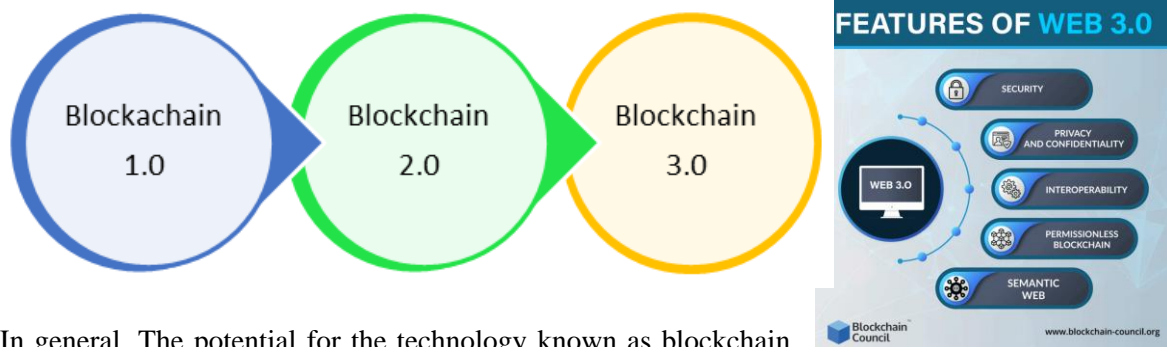 Blockachain
1.0
Blockchain
2.0
Blockchain
3.0
FEATURES OF WEB 3.0
WEB 3.0
SECURITY
PRIVACY
AND CONFIDENTIALITY
INTEROPERABILITY
PERMISSIONLESS
BLOCKCHAIN
SEMANTIC
WEB
Blockchain
Council
www.blockchain-council.org
In general, The potential for the technology known as blockchain